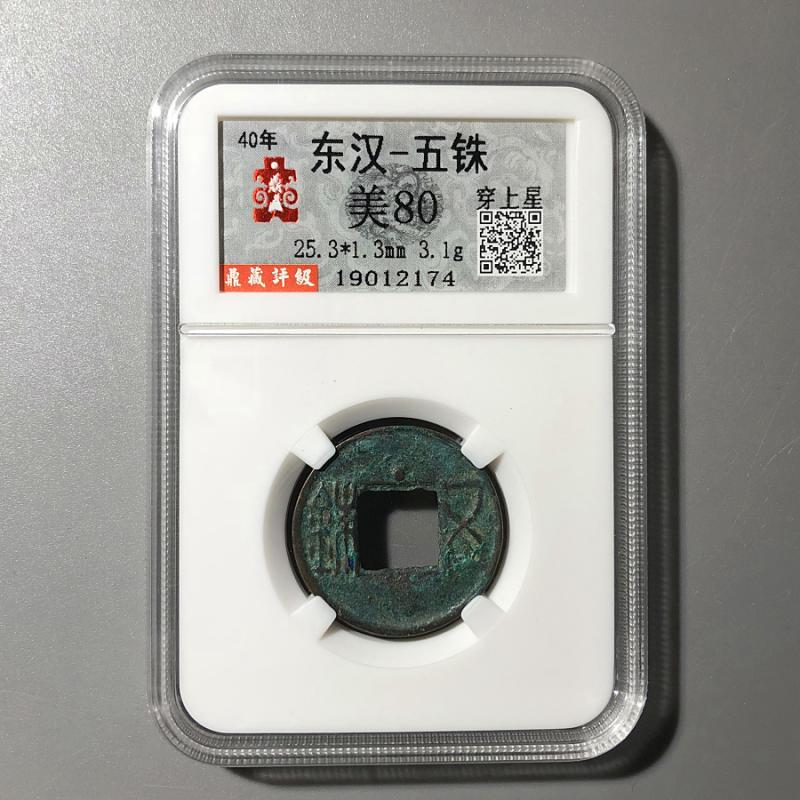 40年
东汉-五铢
美80
穿上星
25.3*1.3mm 3.1g
鼎藏評級
19012174
五銖